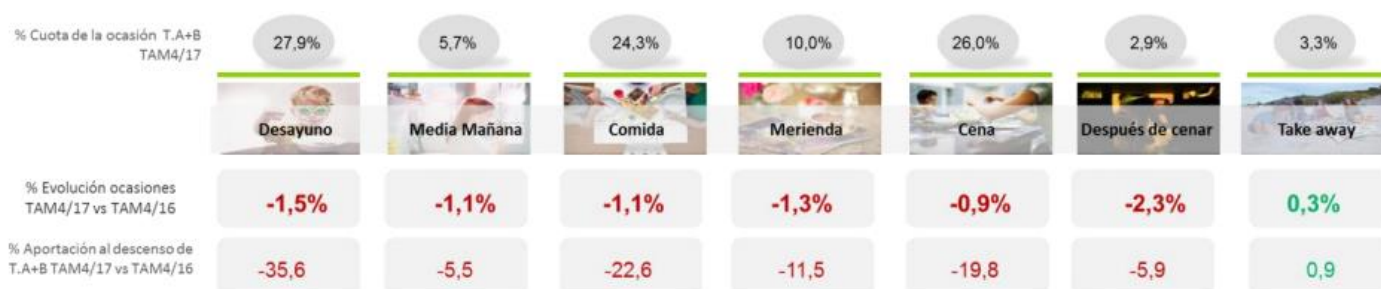 % Cuota de la ocasión T.A+B
TAM4/17
27,9% 5,7% 24,3% 10,0% 26,0% 2,9% 3,3%
Desayuno Media Mañana Comida Merienda Cena Después de cenar Take away
% Evolución ocasiones
TAM4/17 vs TAM4/16
-1,5% -1,1% -1,1% -1,3% -0,9% -2,3% 0,3%
% Aportación al descenso de
T.A+B TAM4/17 vs TAM4/16
-35,6 -5,5 -22,6 -11,5 -19,8 -5,9 0,9